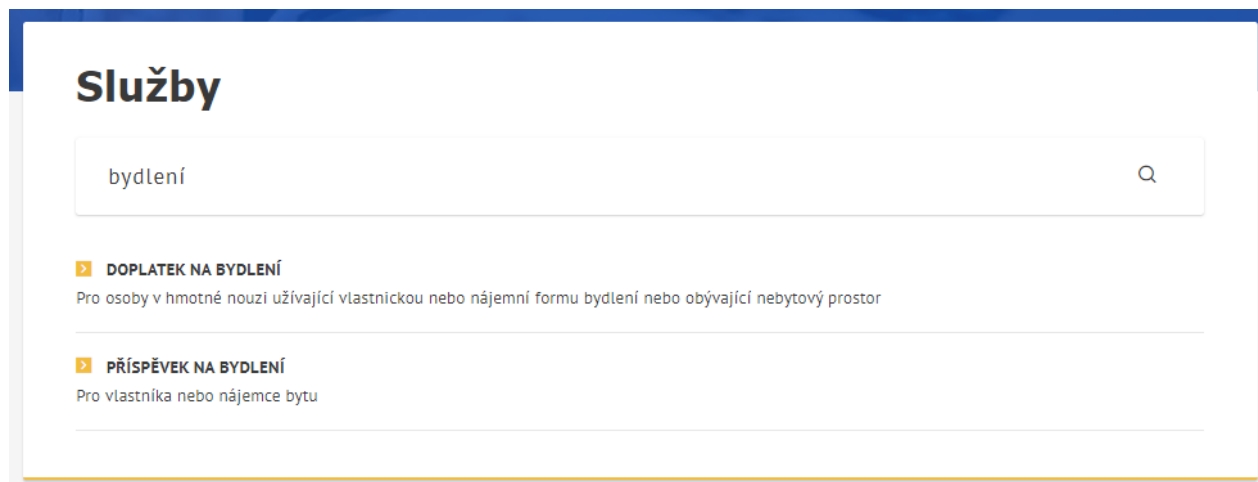 Služby
bydlení
DOPLATEK NA BYDLENÍ
Pro osoby v hmotné nouzi užívající vlastnickou nebo nájemní formu bydlení nebo obývající nebytový prostor
PŘÍSPĚVEK NA BYDLENÍ
Pro vlastníka nebo nájemce bytu